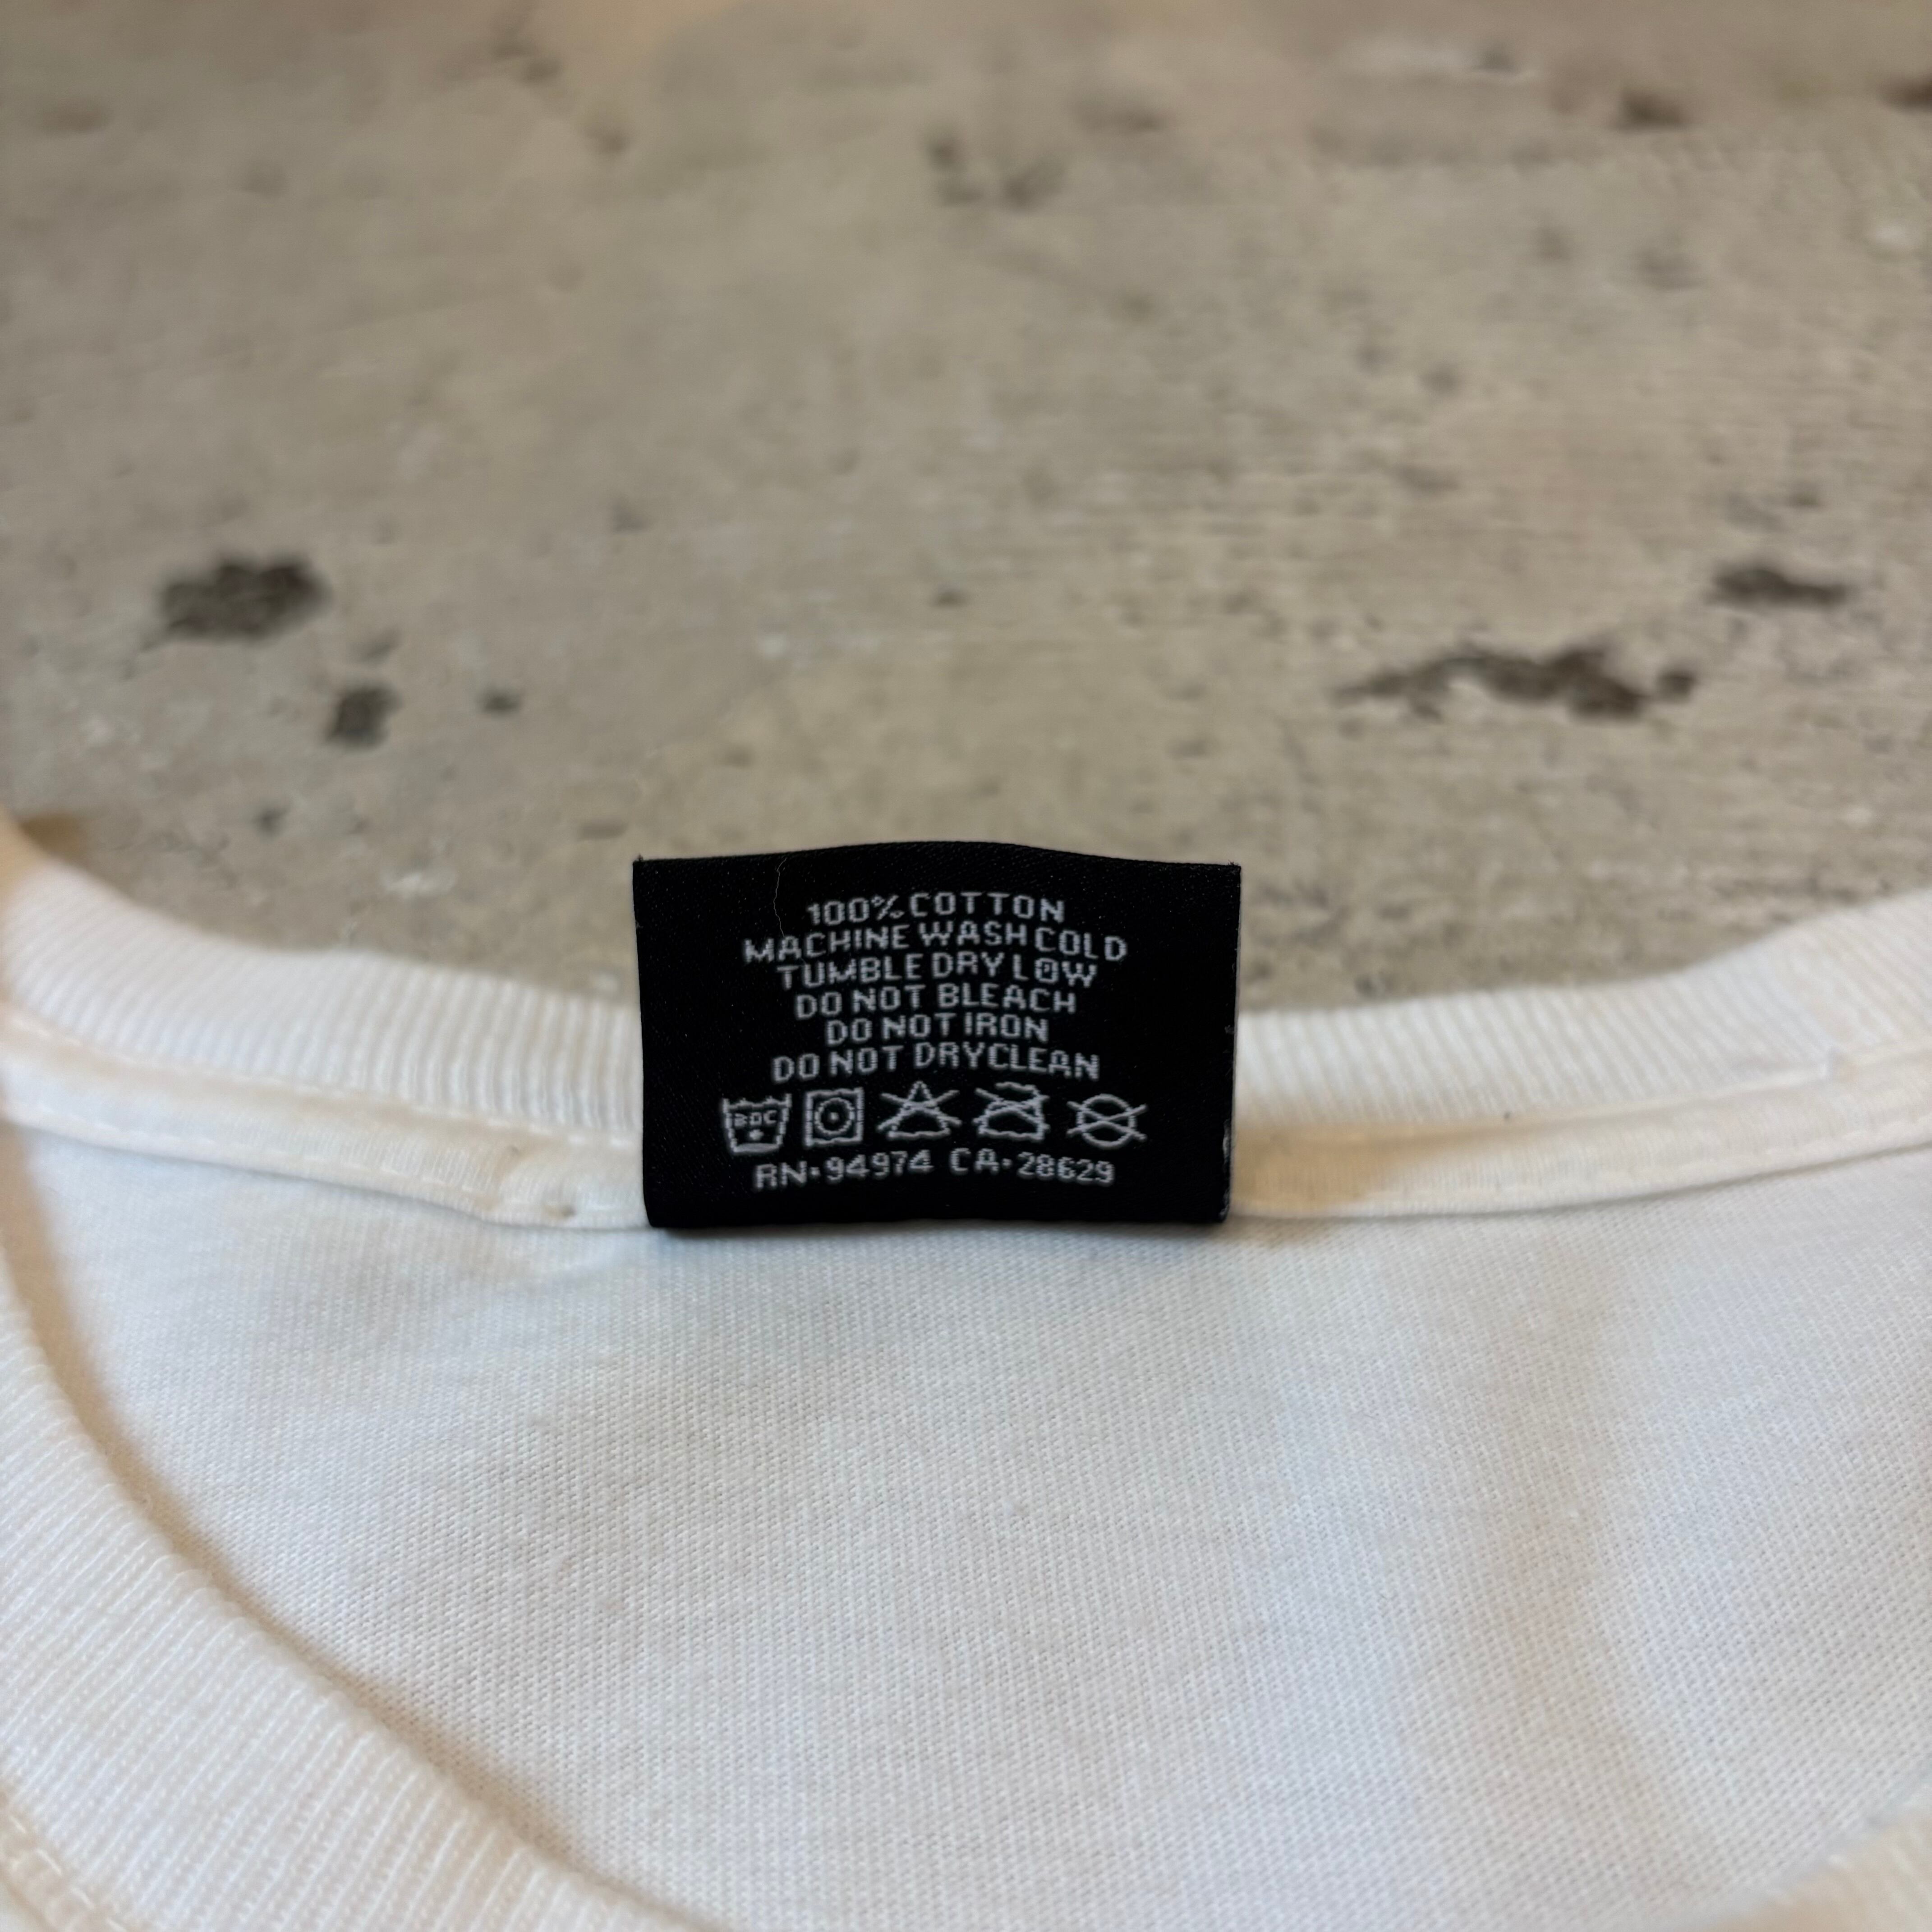 100% COTTON
MACHINE WASH COLD
TUMBLE DRY LOW
DO NOT BLEACH
DO NOT IRON
DO NOT DRYCLEAN
RN•94974 CA•28629